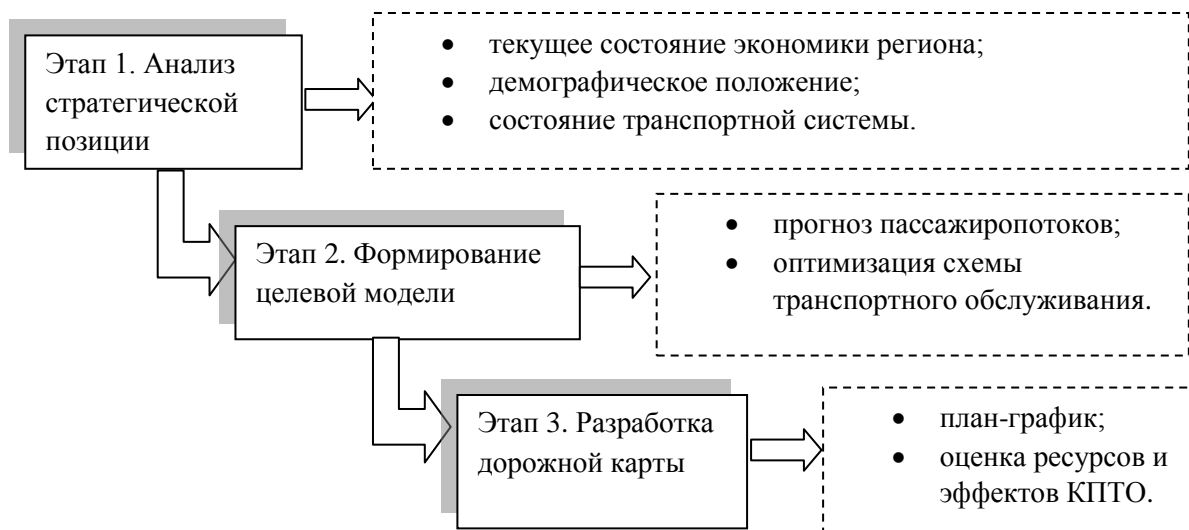 Этап 1. Анализ
стратегической
позиции
• текущее состояние экономики региона;
• демографическое положение;
• состояние транспортной системы.
Этап 2. Формирование
целевой модели
• прогноз пассажиропотоков;
• оптимизация схемы
транспортного обслуживания.
Этап 3. Разработка
дорожной карты
• план-график;
• оценка ресурсов и
эффектов КПТО.